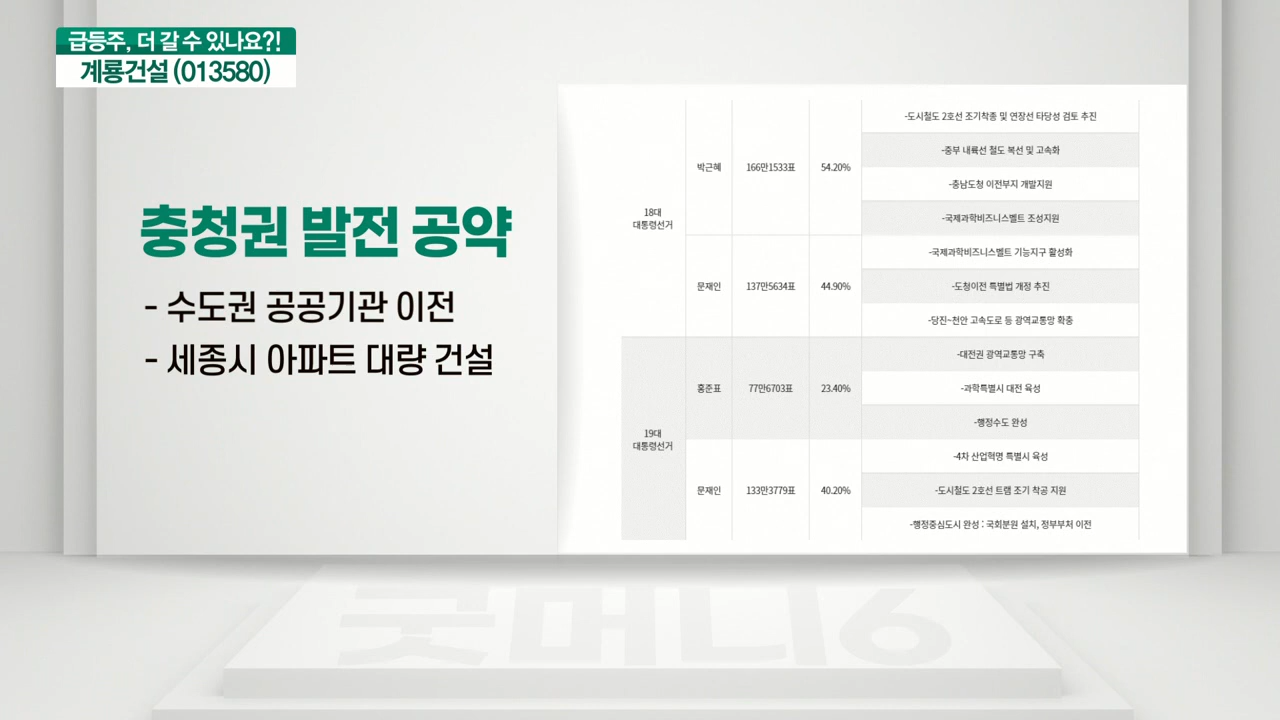 급등주, 더 갈 수 있나요?!
계룡건설 (013580)
충청권 발전 공약
- 수도권 공공기관 이전
- 세종시 아파트 대량 건설
18대
대통령선거
박근혜
166만1533표
54.20%
-도시철도 2호선 조기착종 및 연장선 타당성 검토 추진
-중부 내륙선 철도 복선 및 고속화
-충남도청 이전부지 개발지원
-국제과학비즈니스벨트 조성지원
문재인
137만5634표
44.90%
-국제과학비즈니스벨트 기능지구 활성화
-도청이전 특별법 개정 추진
-당진~천안 고속도로 등 광역교통망 확충
19대
대통령선거
홍준표
77만6703표
23.40%
-대전권 광역교통망 구축
-과학특별시 대전 육성
-행정수도 완성
문재인
133만3779표
40.20%
-4차 산업혁명 특별시 육성
-도시철도 2호선 트램 조기 착공 지원
-행정중심도시 완성 : 국회분원 설치, 정부부처 이전
굿머니6